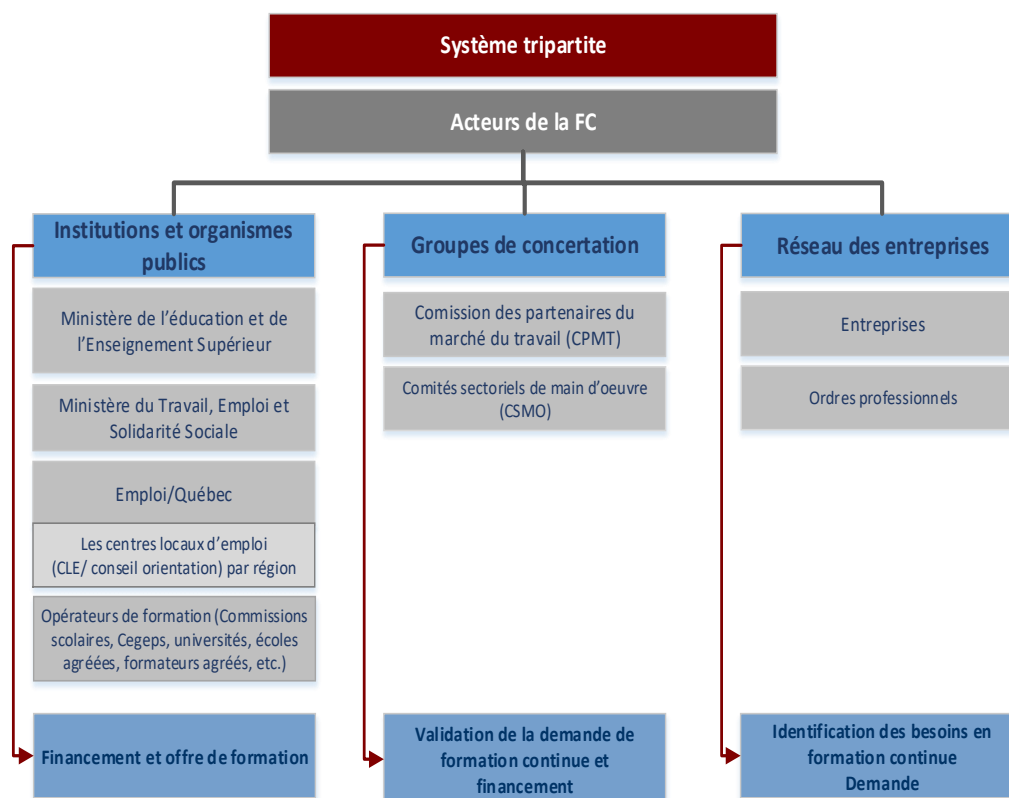 Système tripartite
Acteurs de la FC
Institutions et organismes
publics
Ministère de l'éducation et de
l'Enseignement Supérieur
Ministère du Travail, Emploi et
Solidarité Sociale
Emploi/Québec
Les centres locaux d'emploi
(CLE/ conseil orientation) par région
Opérateurs de formation (Commissions
scolaires, Cegeps, universités, écoles
agréées, formateurs agréés, etc.)
Financement et offre de formation
Groupes de concertation
Comission des partenaires du
marché du travail (CPMT)
Comités sectoriels de main d'oeuvre
(CSMO)
Validation de la demande de
formation continue et
financement
Réseau des entreprises
Entreprises
Ordres professionnels
Identification des besoins en
formation continue
Demande